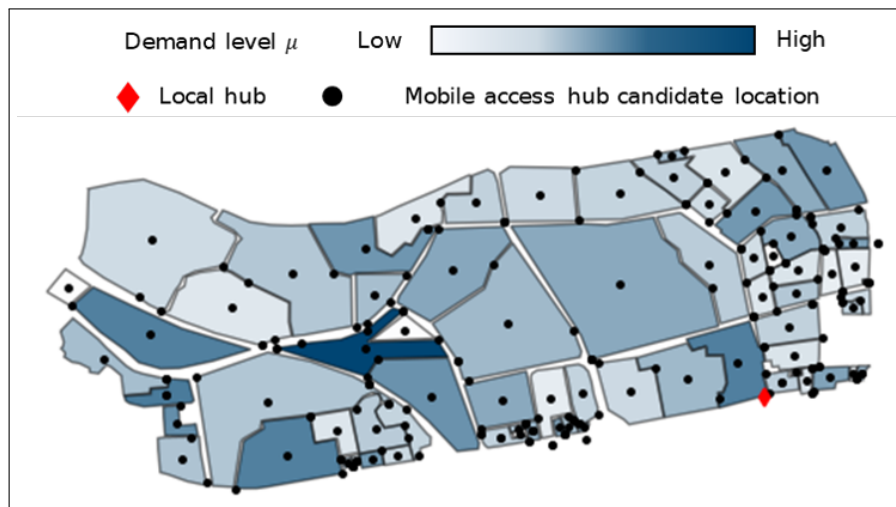 Demand level μ Low High
Local hub Mobile access hub candidate location